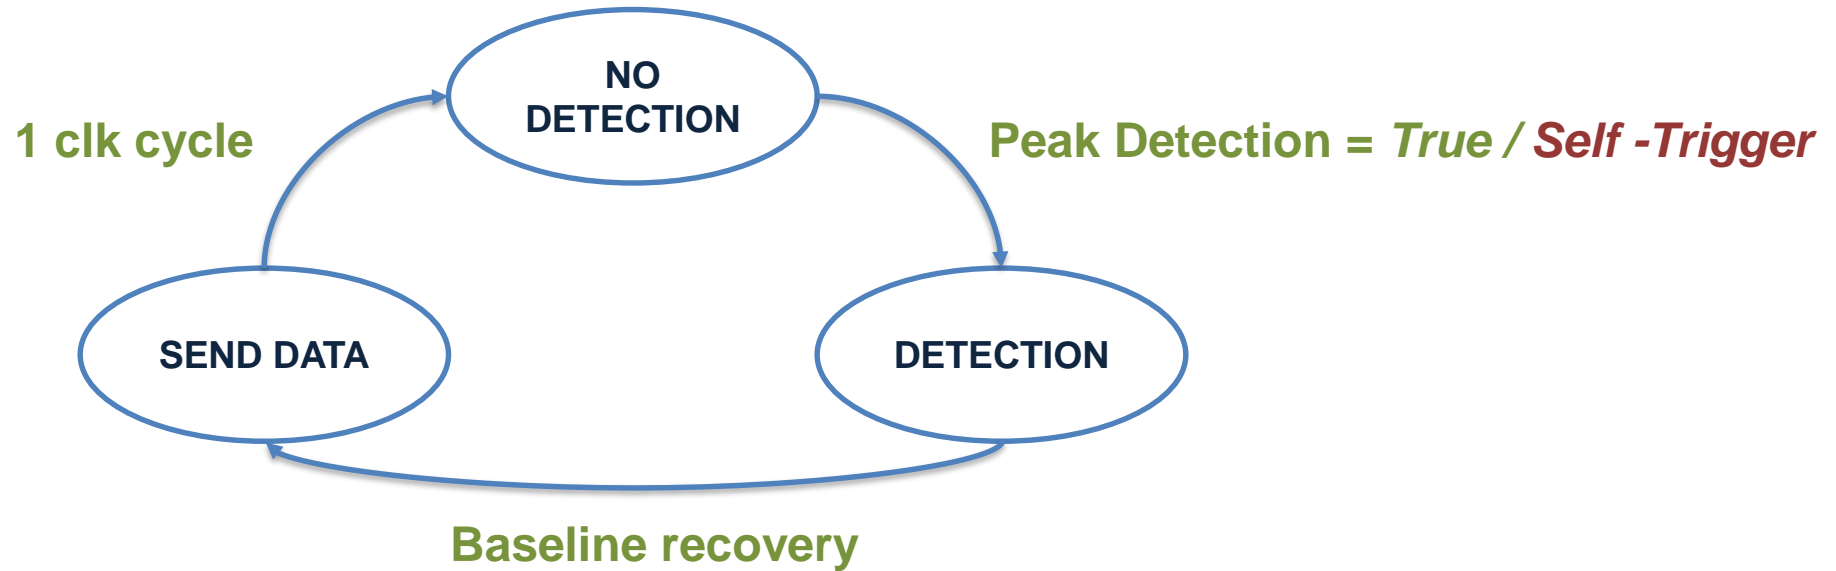 NO
DETECTION
1 clk cycle
Peak Detection = True / Self -Trigger
SEND DATA
DETECTION
Baseline recovery